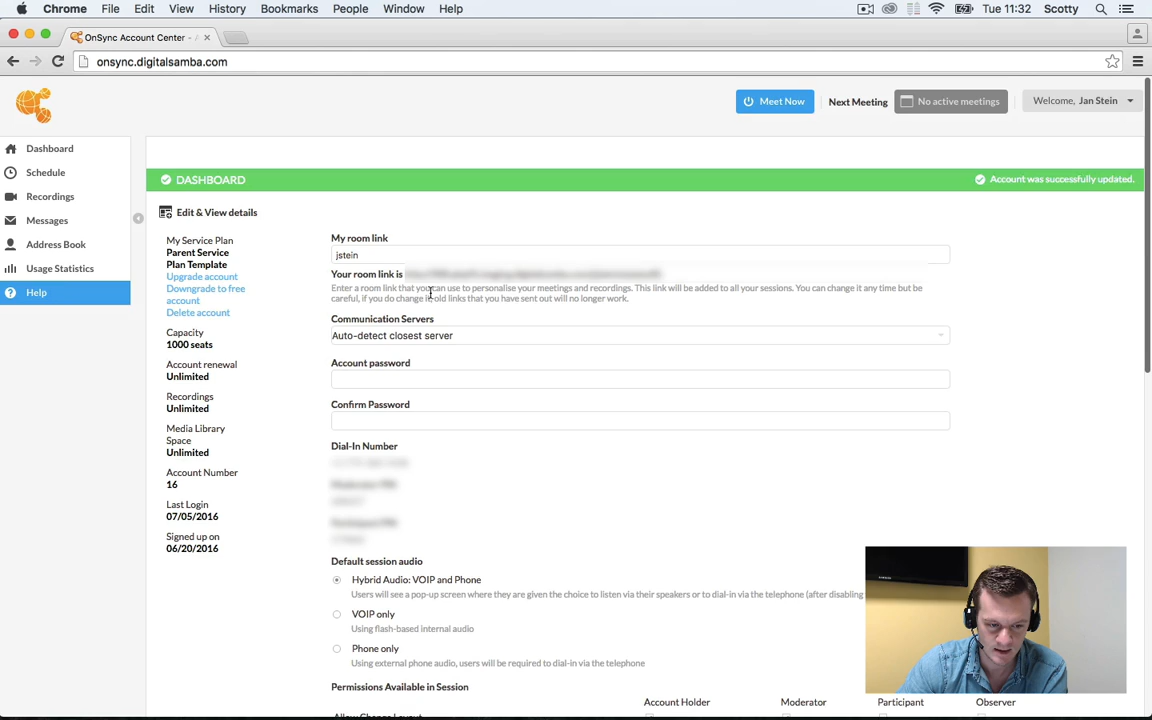 Chrome File Edit View History Bookmarks People Window Help Tue 11:32 Scotty
OnSync Account Center -
onsync.digitalsamba.com
Meet Now Next Meeting No active meetings Welcome, Jan Stein
Dashboard
Schedule
Recordings
Messages
Address Book
Usage Statistics
Help
DASHBOARD Account was successfully updated.
Edit & View details
My Service Plan
Parent Service
Plan Template
Upgrade account
Downgrade to free
account
Delete account
Capacity
1000 seats
Account renewal
Unlimited
Recordings
Unlimited
Media Library
Space
Unlimited
Account Number
16
Last Login
07/05/2016
Signed up on
06/20/2016
My room link
jstein
Your room link is
Enter a room link that you can use to personalise your meetings and recordings. This link will be added to all your sessions. You can change it any time but be
careful, if you do change it old links that you have sent out will no longer work.
Communication Servers
Auto-detect closest server
Account password
Confirm Password
Dial-In Number
Default session audio
Hybrid Audio: VOIP and Phone
Users will see a pop-up screen where they are given the choice to listen via their speakers or to dial-in via the telephone (after disabling
VOIP only
Using flash-based internal audio
Phone only
Using external phone audio, users will be required to dial-in via the telephone
Permissions Available in Session
Account Holder Moderator Participant Observer
Allow Change Layout